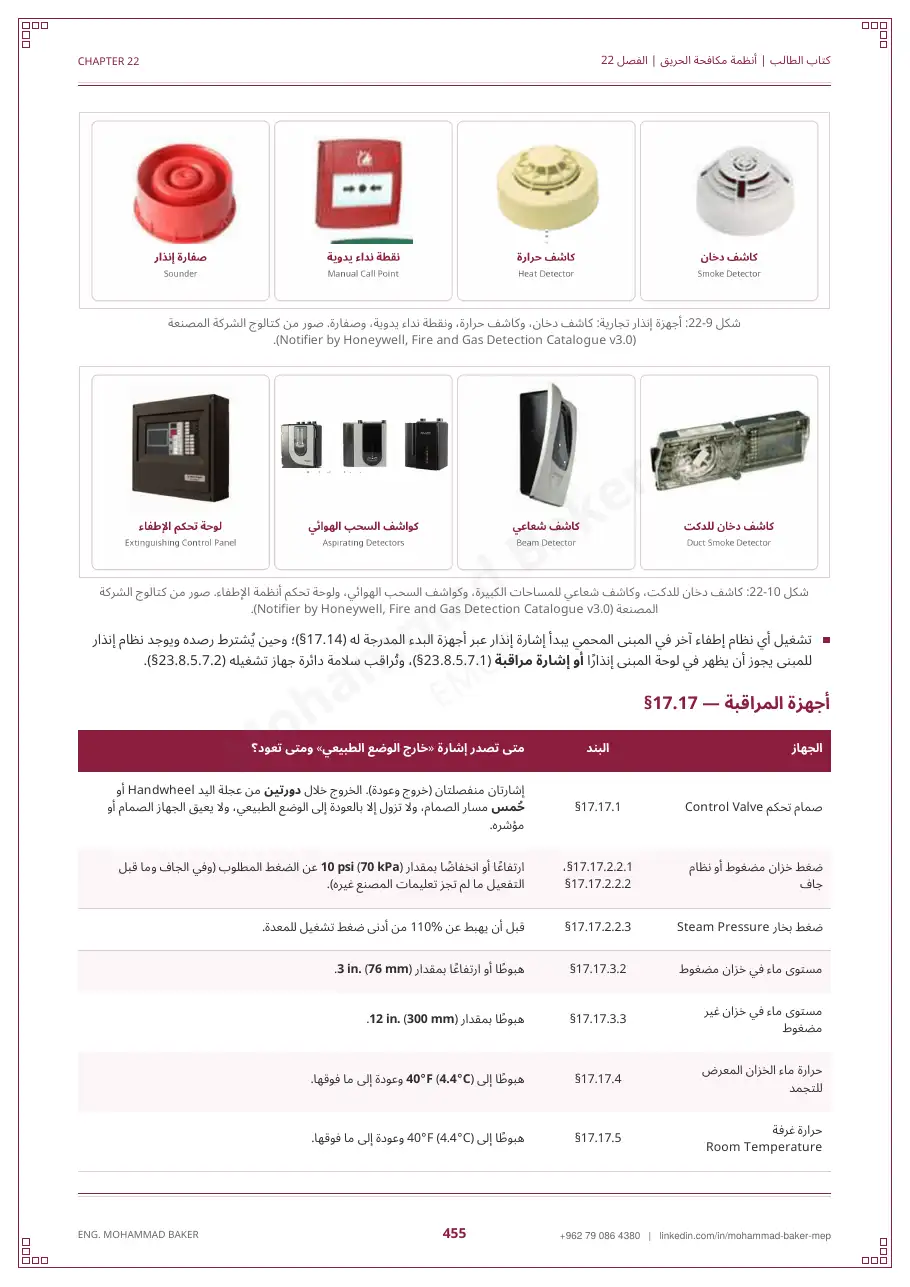 كتاب الطالب | أنظمة مكافحة الحريق | الفصل 22
CHAPTER 22
كاشف دخان
Smoke Detector
كاشف حرارة
Heat Detector
نقطة نداء يدوية
Manual Call Point
صفارة إنذار
Sounder
شكل 9-22: أجهزة إنذار تجارية: كاشف دخان، وكاشف حرارة، ونقطة نداء يدوية، وصفارة. صور من كتالوج الشركة المصنعة
(Notifier by Honeywell, Fire and Gas Detection Catalogue v3.0).
كاشف دخان للدكت
Duct Smoke Detector
كاشف شعاعي
Beam Detector
كواشف السحب الهوائي
Aspirating Detectors
لوحة تحكم الإطفاء
Extinguishing Control Panel
شكل 10-22: كاشف دخان للدكت، وكاشف شعاعي للمساحات الكبيرة، وكواشف السحب الهوائي، ولوحة تحكم أنظمة الإطفاء. صور من كتالوج الشركة
المصنعة (Notifier by Honeywell, Fire and Gas Detection Catalogue v3.0).
تشغيل أي نظام إطفاء آخر في المبنى المحمي يبدأ إشارة إنذار عبر أجهزة البدء المدرجة له (§17.14)؛ وحين يُشترط رصده ويوجد نظام إنذار
للمبنى يجوز أن يظهر في لوحة المبنى إنذارًا أو إشارة مراقبة (§23.8.5.7.1)، وتُراقب سلامة دائرة جهاز تشغيله (§23.8.5.7.2).
أجهزة المراقبة — §17.17
الجهاز
البند
متى تصدر إشارة «خارج الوضع الطبيعي» ومتى تعود؟
صمام تحكم Control Valve
§17.17.1
إشارتان منفصلتان (خروج وعودة). الخروج خلال دورتين من عجلة اليد Handwheel أو
خُمس مسار الصمام، ولا تزول إلا بالعودة إلى الوضع الطبيعي، ولا يعيق الجهاز الصمام أو
مؤشره.
ضغط خزان مضغوط أو نظام
جاف
§17.17.2.2.1،
§17.17.2.2.2
ارتفاعًا أو انخفاضًا بمقدار 10 psi (70 kPa) عن الضغط المطلوب (وفي الجاف وما قبل
التفعيل ما لم تجز تعليمات المصنع غيره).
ضغط بخار Steam Pressure
§17.17.2.2.3
قبل أن يهبط عن 110% من أدنى ضغط تشغيل للمعدة.
مستوى ماء في خزان مضغوط
§17.17.3.2
هبوطًا أو ارتفاعًا بمقدار 3 in. (76 mm).
مستوى ماء في خزان غير
مضغوط
§17.17.3.3
هبوطًا بمقدار 12 in. (300 mm).
حرارة ماء الخزان المعرض
للتجمد
§17.17.4
هبوطًا إلى 40°F (4.4°C) وعودة إلى ما فوقها.
حرارة غرفة
Room Temperature
§17.17.5
هبوطًا إلى 40°F (4.4°C) وعودة إلى ما فوقها.
ENG. MOHAMMAD BAKER
455
+962 79 086 4380 | linkedin.com/in/mohammad-baker-mep